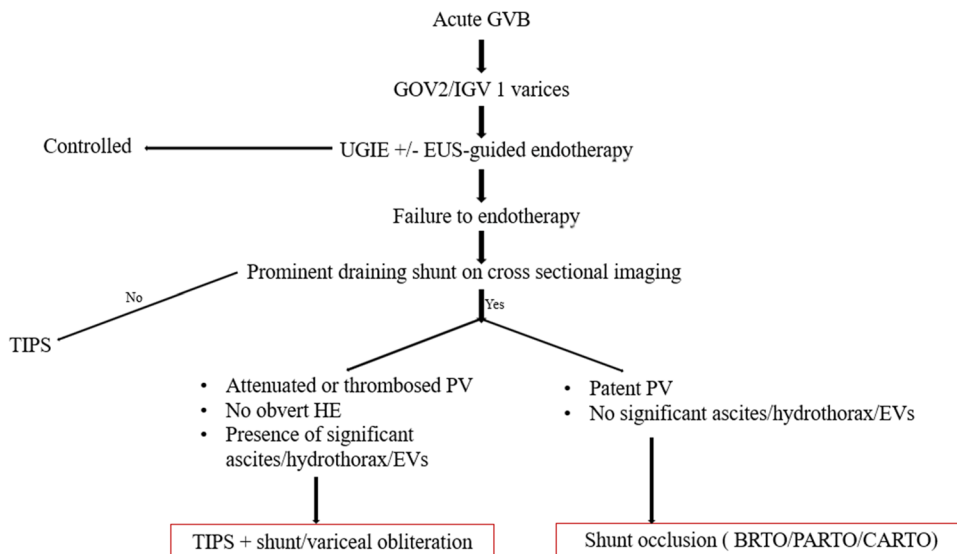 Acute GVB
GOV2/IGV 1 varices
Controlled
UGIE +/- EUS-guided endotherapy
Failure to endotherapy
Prominent draining shunt on cross sectional imaging
No
Yes
TIPS
• Attenuated or thrombosed PV
• No obvert HE
• Presence of significant
ascites/hydrothorax/EVs
• Patent PV
• No significant ascites/hydrothorax/EVs
TIPS + shunt/variceal obliteration
Shunt occlusion ( BRTO/PARTO/CARTO)